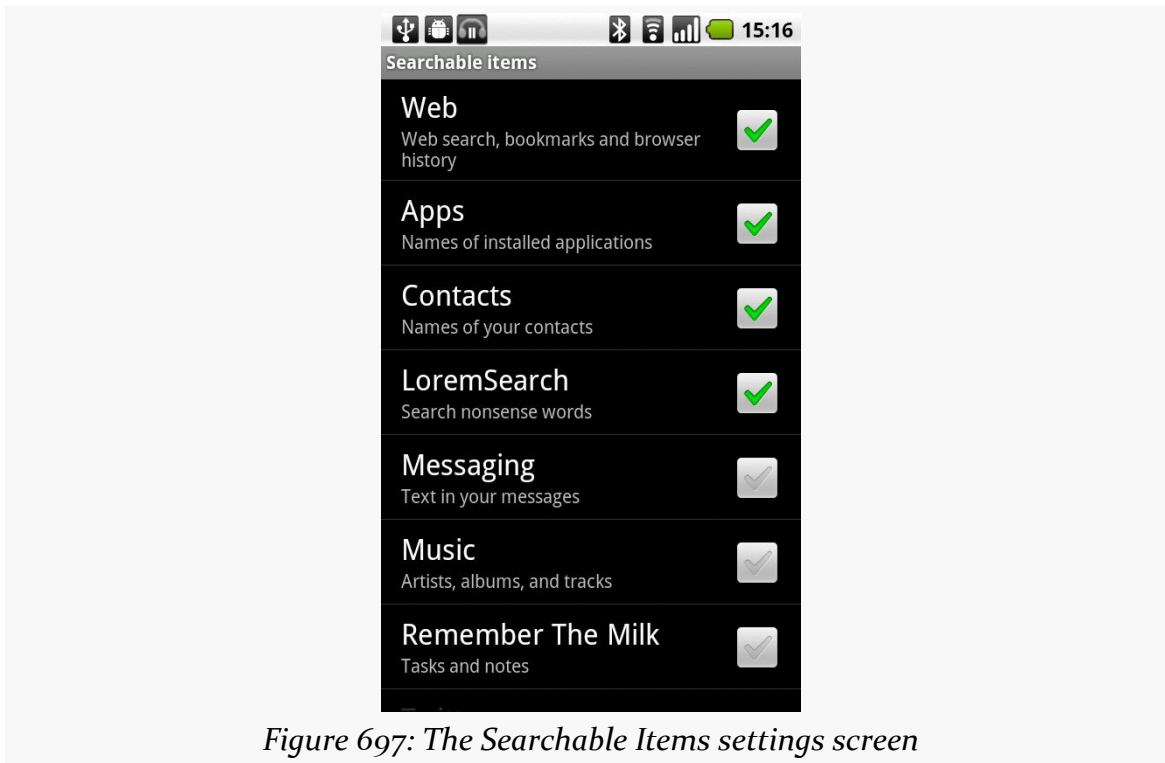 15:16
Searchable items
Web
Web search, bookmarks and browser
history
Apps
Names of installed applications
Contacts
Names of your contacts
LoremSearch
Search nonsense words
Messaging
Text in your messages
Music
Artists, albums, and tracks
Remember The Milk
Tasks and notes
Figure 697: The Searchable Items settings screen